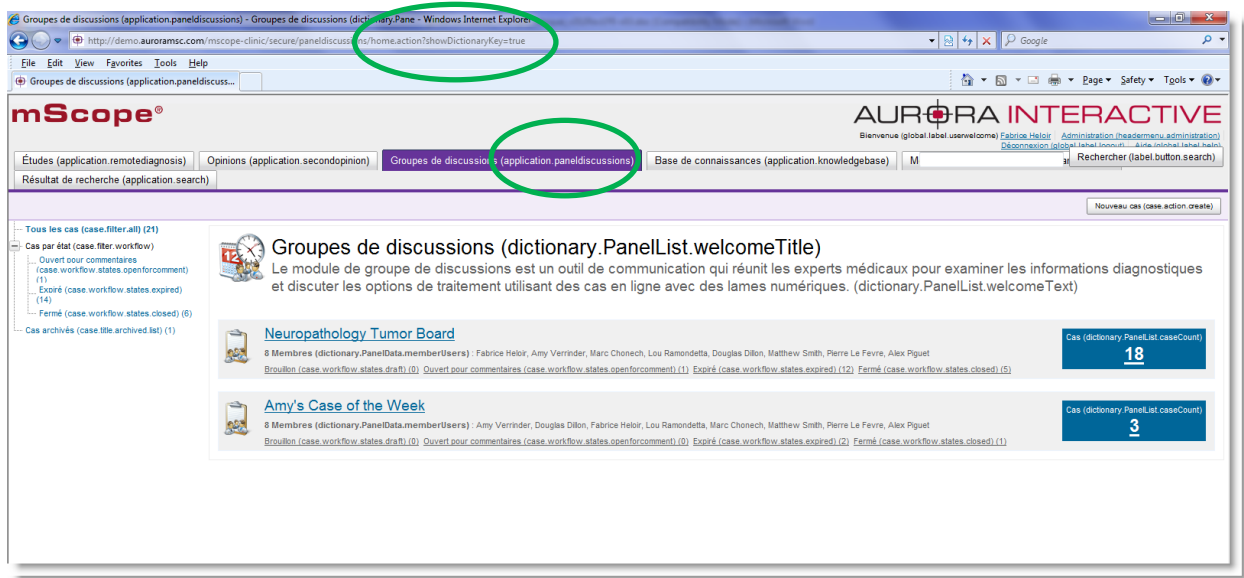 Groupes de discussions (application.paneldiscussions) - Groupes de discussions (dictionary.Pane - Windows Internet Explorer
http://demo.auroramsc.com/mscope-clinic/secure/paneldiscussions/home.action?showDictionaryKey=true
Google
File Edit View Favorites Tools Help
Groupes de discussions (application.paneldiscuss...
Page Safety Tools
mScope®
AURORA INTERACTIVE
Bienvenue (global.label.userwelcome) Fabrice Heloir Administration (headermenu.administration)
Déconnexion (global.label.logout) Aide (global.label.help)
Études (application.remotediagnosis) Opinions (application.secondopinion) Groupes de discussions (application.paneldiscussions) Base de connaissances (application.knowledgebase) M
Rechercher (label.button.search)
Résultat de recherche (application.search)
Nouveau cas (case.action.create)
Tous les cas (case.filter.all) (21)
Cas par état (case.filter.workflow)
Ouvert pour commentaires
(case.workflow.states.openforcomment)
(1)
Expiré (case.workflow.states.expired)
(14)
Fermé (case.workflow.states.closed) (6)
Cas archivés (case.title.archived.list) (1)
Groupes de discussions (dictionary.PanelList.welcomeTitle)
Le module de groupe de discussions est un outil de communication qui réunit les experts médicaux pour examiner les informations diagnostiques
et discuter les options de traitement utilisant des cas en ligne avec des lames numériques. (dictionary.PanelList.welcomeText)
Neuropathology Tumor Board
8 Membres (dictionary.PanelData.memberUsers) : Fabrice Heloir, Amy Verrinder, Marc Chonech, Lou Ramondetta, Douglas Dillon, Matthew Smith, Pierre Le Fevre, Alex Piguet
Brouillon (case.workflow.states.draft) (0) Ouvert pour commentaires (case.workflow.states.openforcomment) (1) Expiré (case.workflow.states.expired) (12) Fermé (case.workflow.states.closed) (5)
Cas (dictionary.PanelList.caseCount)
18
Amy's Case of the Week
8 Membres (dictionary.PanelData.memberUsers) : Amy Verrinder, Douglas Dillon, Fabrice Heloir, Lou Ramondetta, Marc Chonech, Matthew Smith, Pierre Le Fevre, Alex Piguet
Brouillon (case.workflow.states.draft) (0) Ouvert pour commentaires (case.workflow.states.openforcomment) (0) Expiré (case.workflow.states.expired) (2) Fermé (case.workflow.states.closed) (1)
Cas (dictionary.PanelList.caseCount)
3